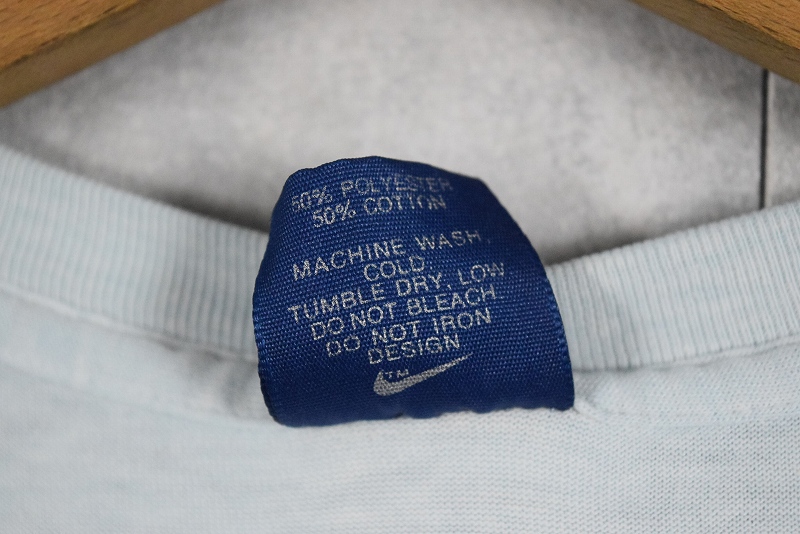 50% POLYESTER
50% COTTON
MACHINE WASH,
COLD,
TUMBLE DRY, LOW
DO NOT BLEACH
DO NOT IRON
DESIGN
TM